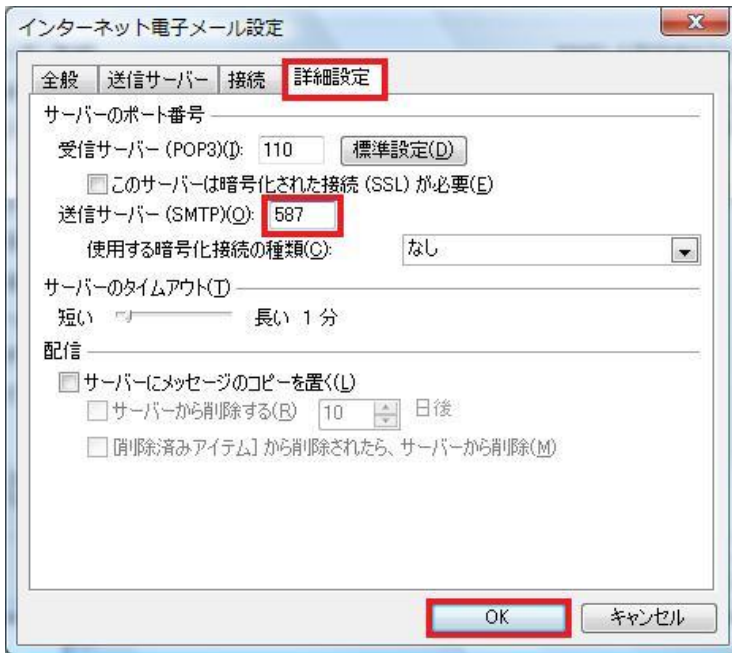 インターネット電子メール設定
全般 送信サーバー 接続 詳細設定
サーバーのポート番号
受信サーバー (POP3)(I): 110 標準設定(D)
このサーバーは暗号化された接続 (SSL) が必要(E)
送信サーバー (SMTP)(O): 587
使用する暗号化接続の種類(C): なし
サーバーのタイムアウト(T)
短い 長い 1 分
配信
サーバーにメッセージのコピーを置く(L)
サーバーから削除する(R) 10 日後
[削除済みアイテム] から削除されたら、サーバーから削除(M)
OK キャンセル